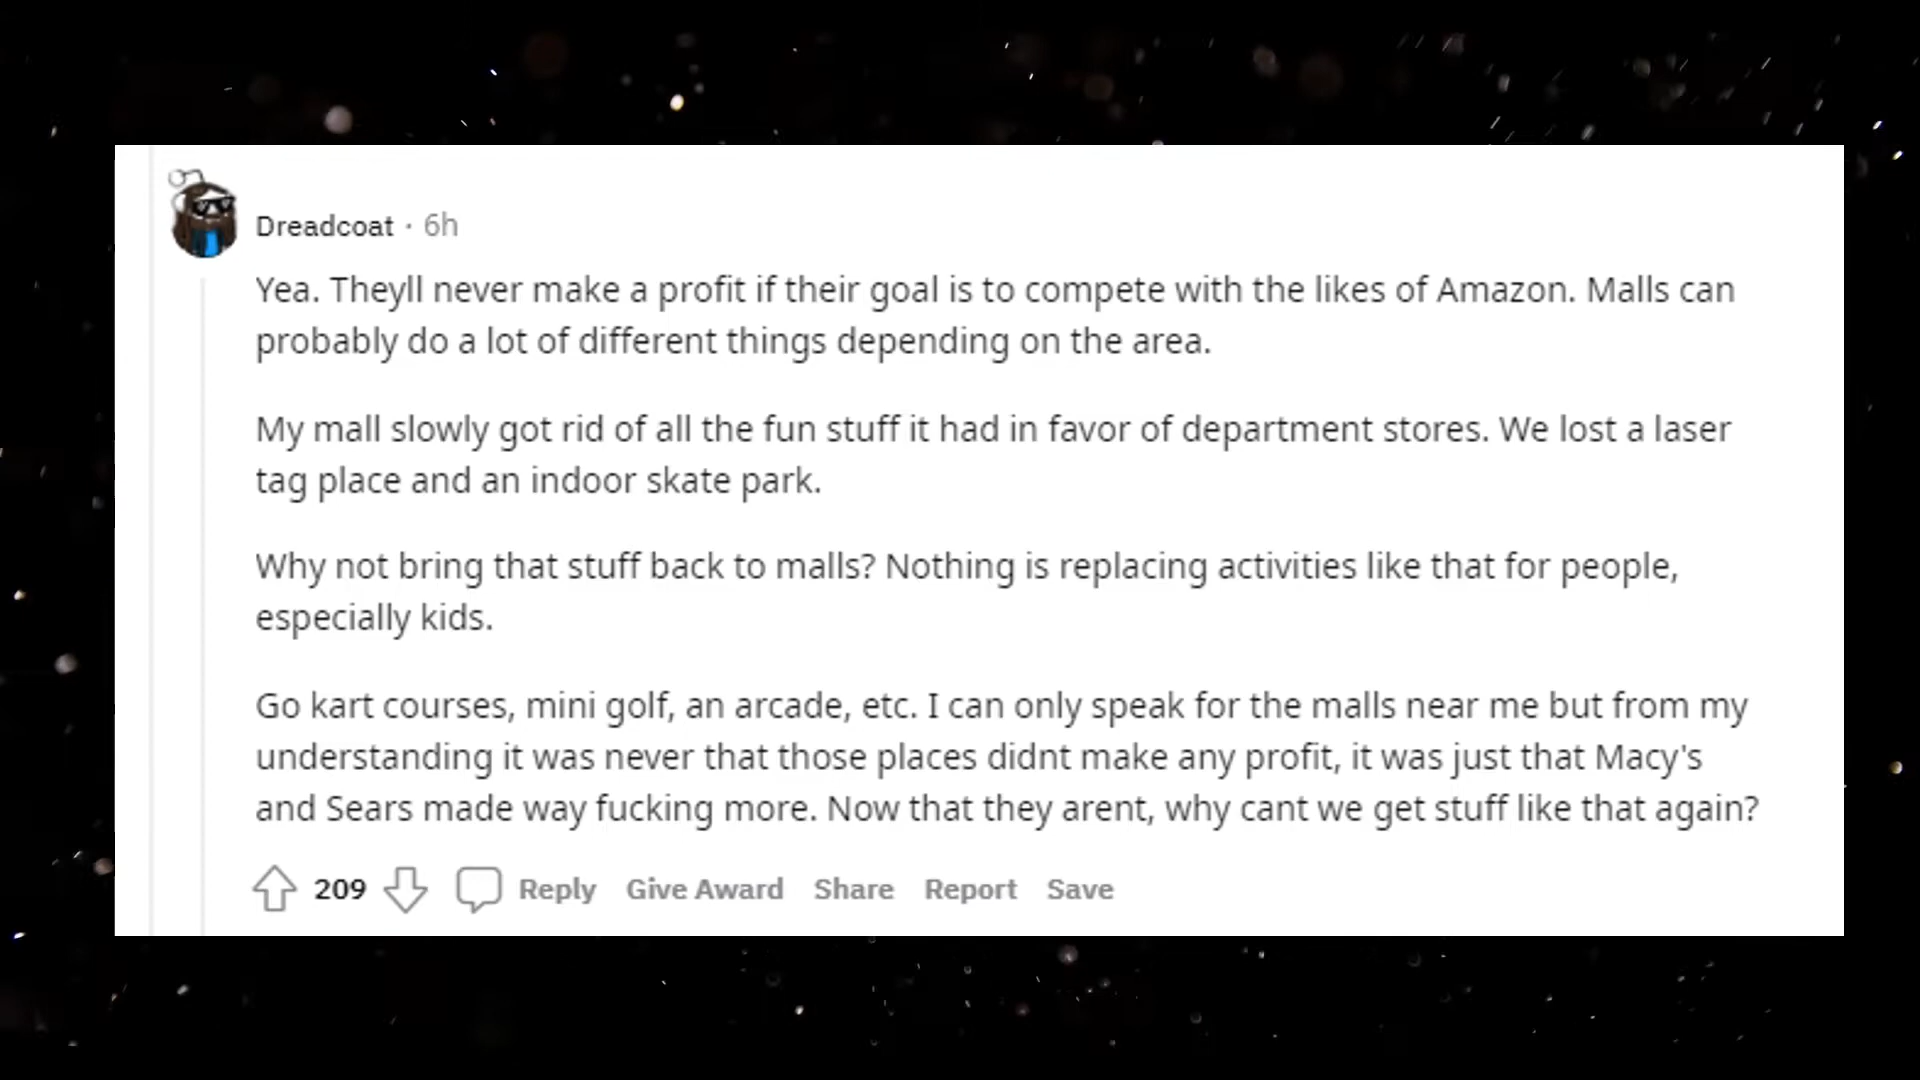 Dreadcoat · 6h
Yea. Theyll never make a profit if their goal is to compete with the likes of Amazon. Malls can
probably do a lot of different things depending on the area.
My mall slowly got rid of all the fun stuff it had in favor of department stores. We lost a laser
tag place and an indoor skate park.
Why not bring that stuff back to malls? Nothing is replacing activities like that for people,
especially kids.
Go kart courses, mini golf, an arcade, etc. I can only speak for the malls near me but from my
understanding it was never that those places didnt make any profit, it was just that Macy's
and Sears made way fucking more. Now that they arent, why cant we get stuff like that again?
209 Reply Give Award Share Report Save